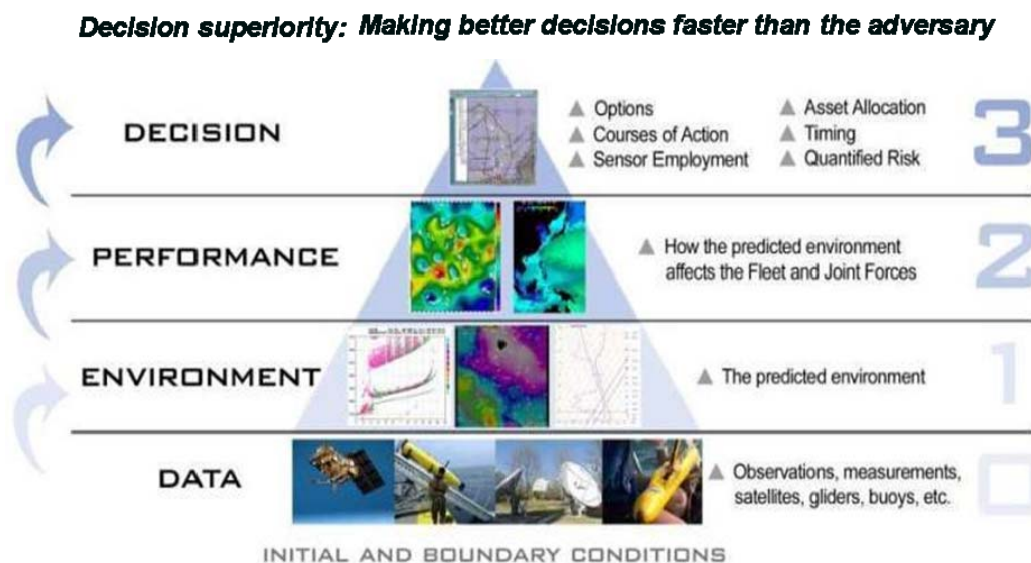 Decision superiority: Making better decisions faster than the adversary
DECISION
Options
Courses of Action
Sensor Employment
Asset Allocation
Timing
Quantified Risk
3
PERFORMANCE
How the predicted environment
affects the Fleet and Joint Forces
2
ENVIRONMENT
The predicted environment
1
DATA
Observations, measurements,
satellites, gliders, buoys, etc.
0
INITIAL AND BOUNDARY CONDITIONS